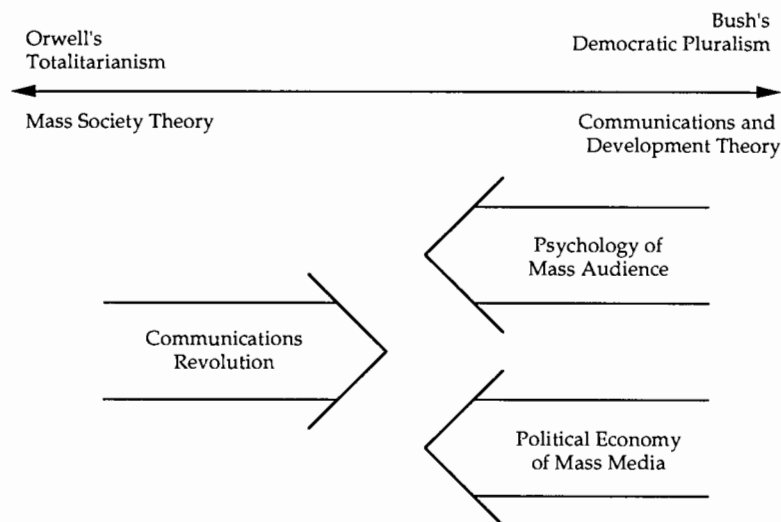 Orwell's
Totalitarianism
Bush's
Democratic Pluralism
Mass Society Theory
Communications and
Development Theory
Psychology of
Mass Audience
Communications
Revolution
Political Economy
of Mass Media